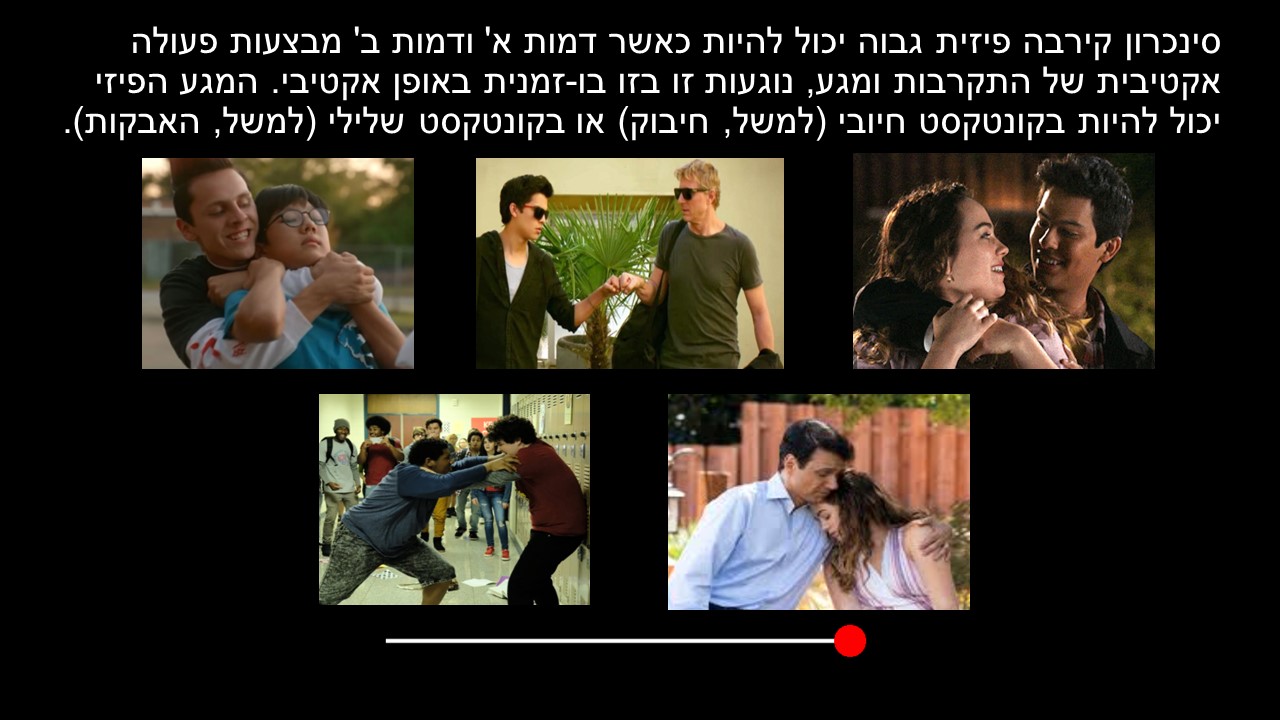 סינכרון קירבה פיזית גבוה יכול להיות כאשר דמות א' ודמות ב' מבצעות פעולה
אקטיבית של התקרבות ומגע, נוגעות זו בזו בו-זמנית באופן אקטיבי. המגע הפיזי
יכול להיות בקונטקסט חיובי (למשל, חיבוק) או בקונטקסט שלילי (למשל, האבקות).